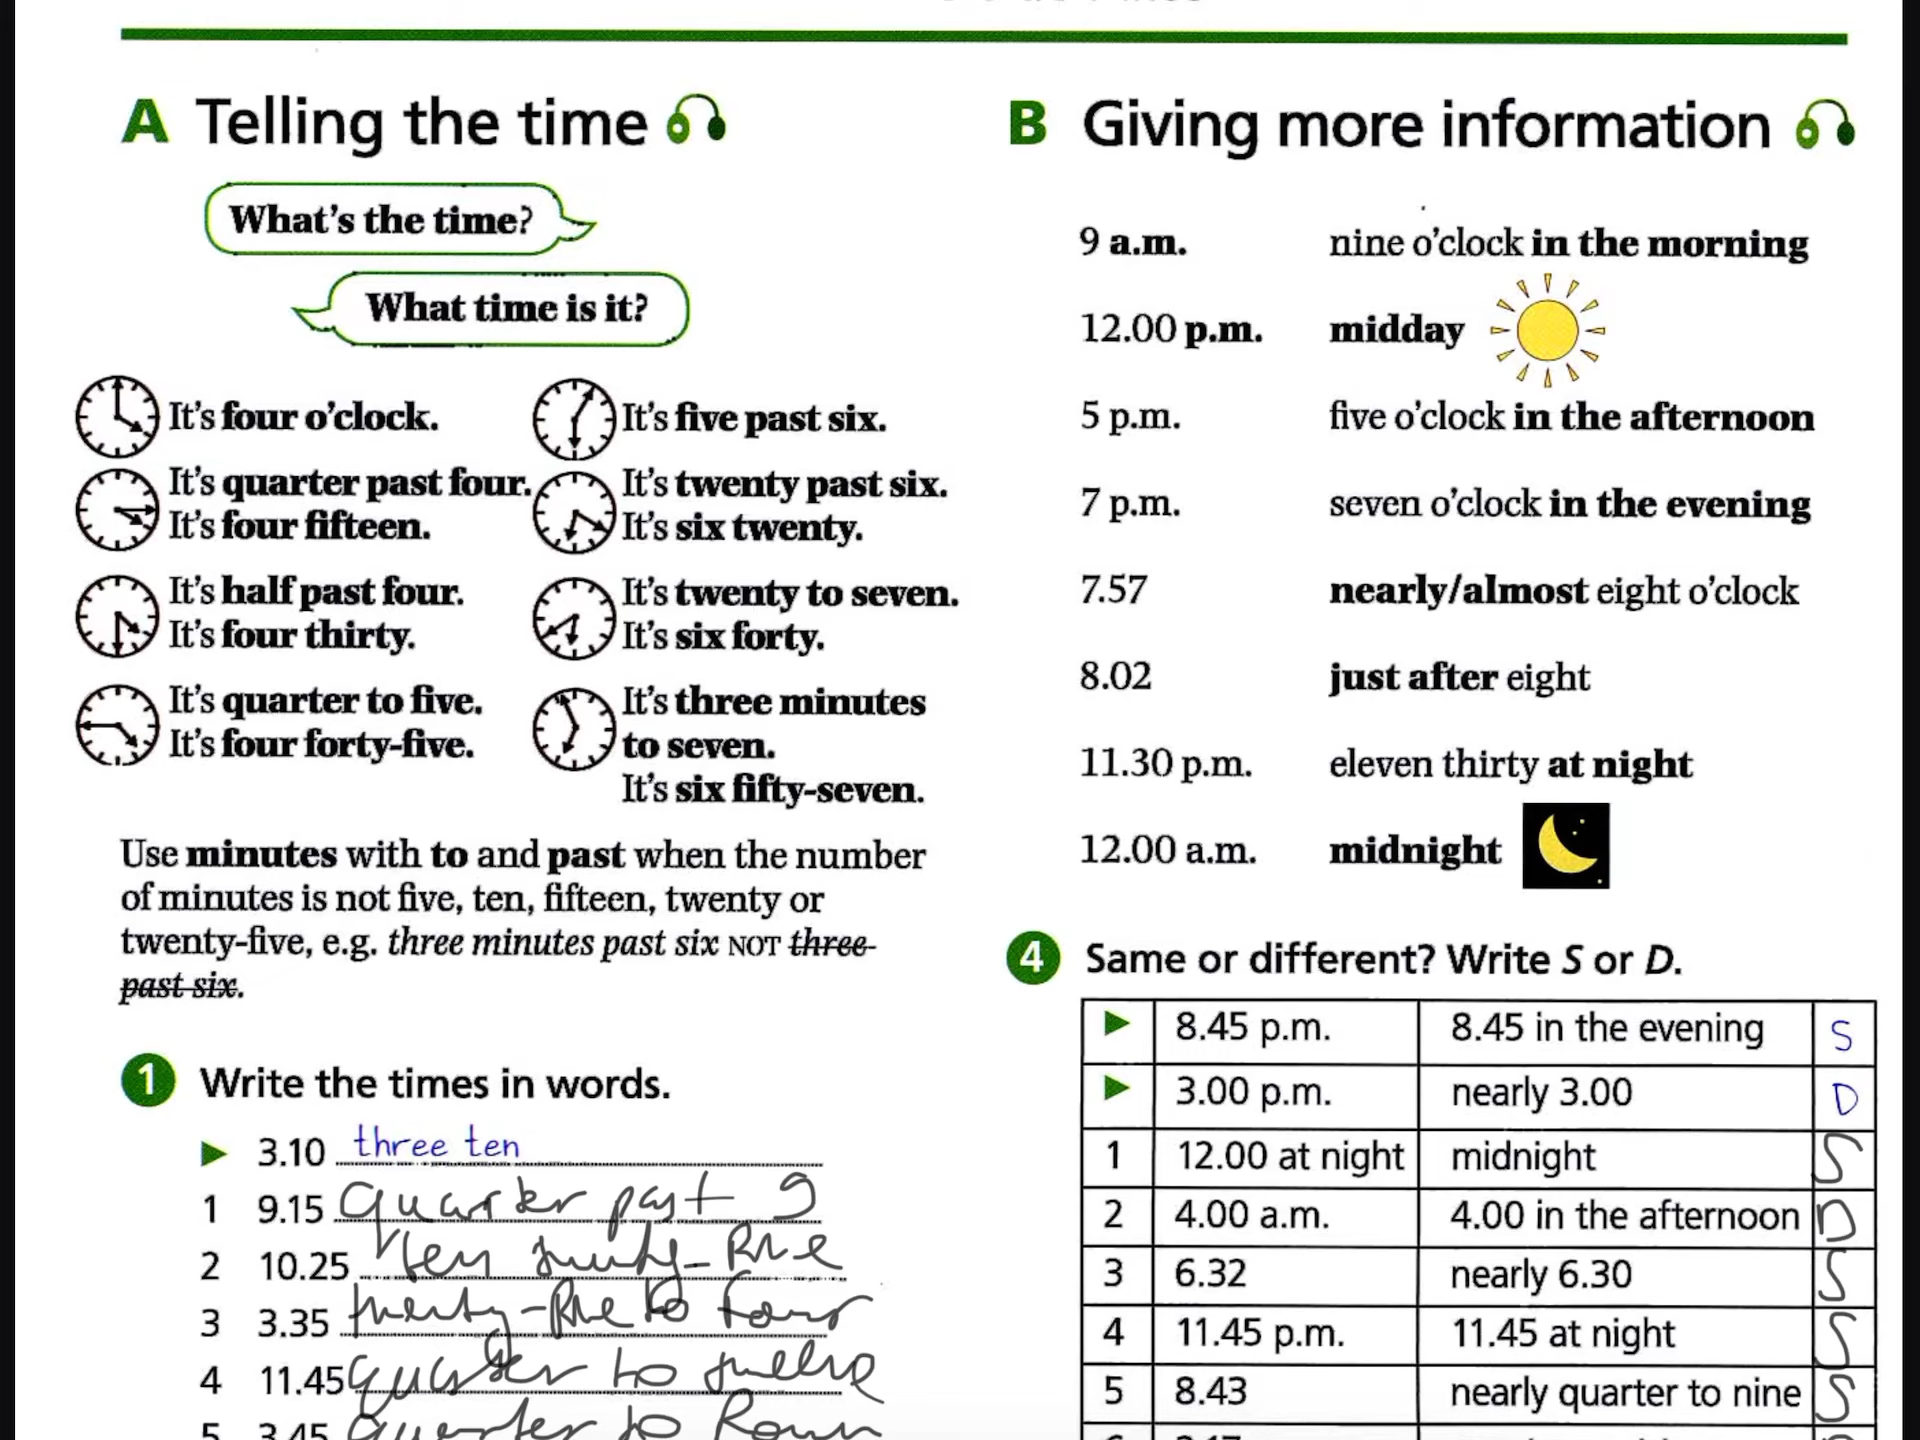 A Telling the time
What's the time?
What time is it?
It's four o'clock.
It's quarter past four.
It's four fifteen.
It's half past four.
It's four thirty.
It's quarter to five.
It's four forty-five.
It's five past six.
It's twenty past six.
It's six twenty.
It's twenty to seven.
It's six forty.
It's three minutes
to seven.
It's six fifty-seven.
Use minutes with to and past when the number
of minutes is not five, ten, fifteen, twenty or
twenty-five, e.g. three minutes past six NOT three
past six.
1 Write the times in words.
▶ 3.10 three ten
1 9.15 quarter past 9
2 10.25 ten twenty-five
3 3.35 twenty-five to four
4 11.45 quarter to twelve
5 3.45 quarter to
B Giving more information
9 a.m. nine o'clock in the morning
12.00 p.m. midday
5 p.m. five o'clock in the afternoon
7 p.m. seven o'clock in the evening
7.57 nearly/almost eight o'clock
8.02 just after eight
11.30 p.m. eleven thirty at night
12.00 a.m. midnight
4 Same or different? Write S or D.
▶ 8.45 p.m. 8.45 in the evening S
▶ 3.00 p.m. nearly 3.00 D
1 12.00 at night midnight S
2 4.00 a.m. 4.00 in the afternoon D
3 6.32 nearly 6.30 S
4 11.45 p.m. 11.45 at night S
5 8.43 nearly quarter to nine S